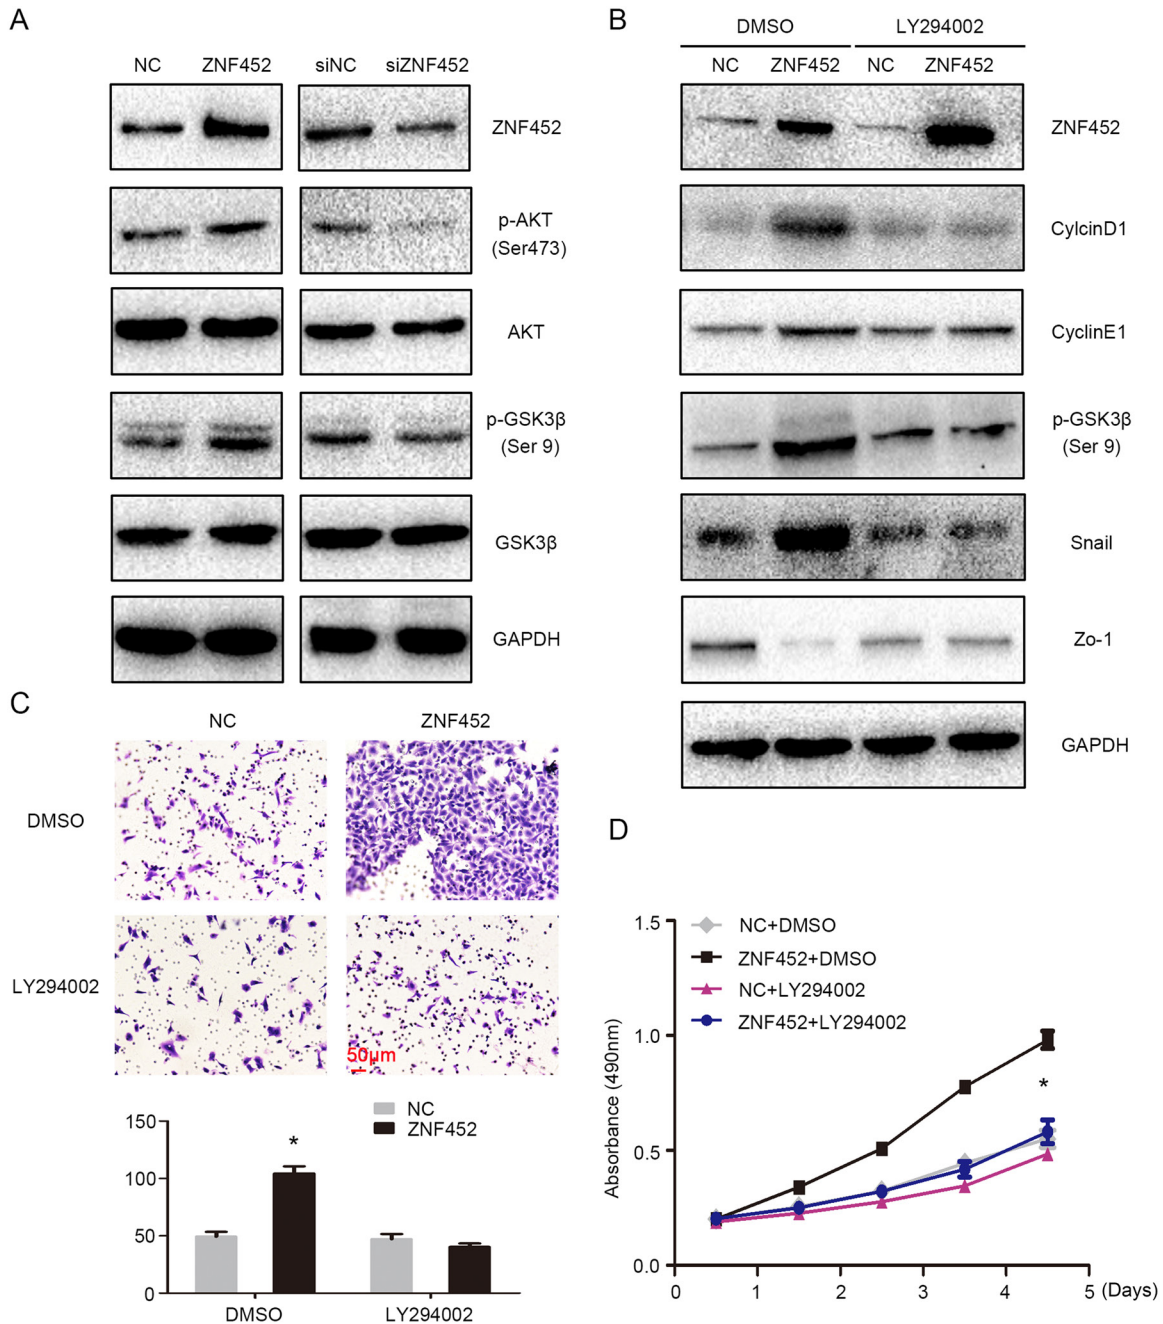 A
NC ZNF452 siNC siZNF452
ZNF452
p-AKT
(Ser473)
AKT
p-GSK3β
(Ser 9)
GSK3β
GAPDH
B
DMSO LY294002
NC ZNF452 NC ZNF452
ZNF452
CylcinD1
CyclinE1
p-GSK3β
(Ser 9)
Snail
Zo-1
GAPDH
C
NC ZNF452
DMSO
LY294002
50μm
NC
ZNF452
150
100
50
0
*
DMSO LY294002
D
NC+DMSO
ZNF452+DMSO
NC+LY294002
ZNF452+LY294002
Absorbance (490nm)
1.5
1.0
0.5
0.0
*
0 1 2 3 4 5 (Days)